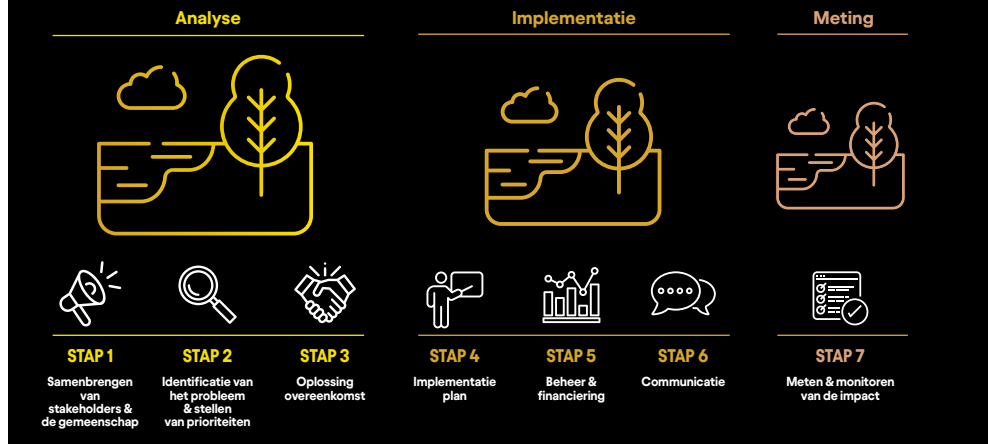 Analyse
Implementatie
Meting
STAP 1
Samenbrengen
van
stakeholders &
de gemeenschap
STAP 2
Identificatie van
het probleem
& stellen
van prioriteiten
STAP 3
Oplossing
overeenkomst
STAP 4
Implementatie
plan
STAP 5
Beheer &
financiering
STAP 6
Communicatie
STAP 7
Meten & monitoren
van de impact